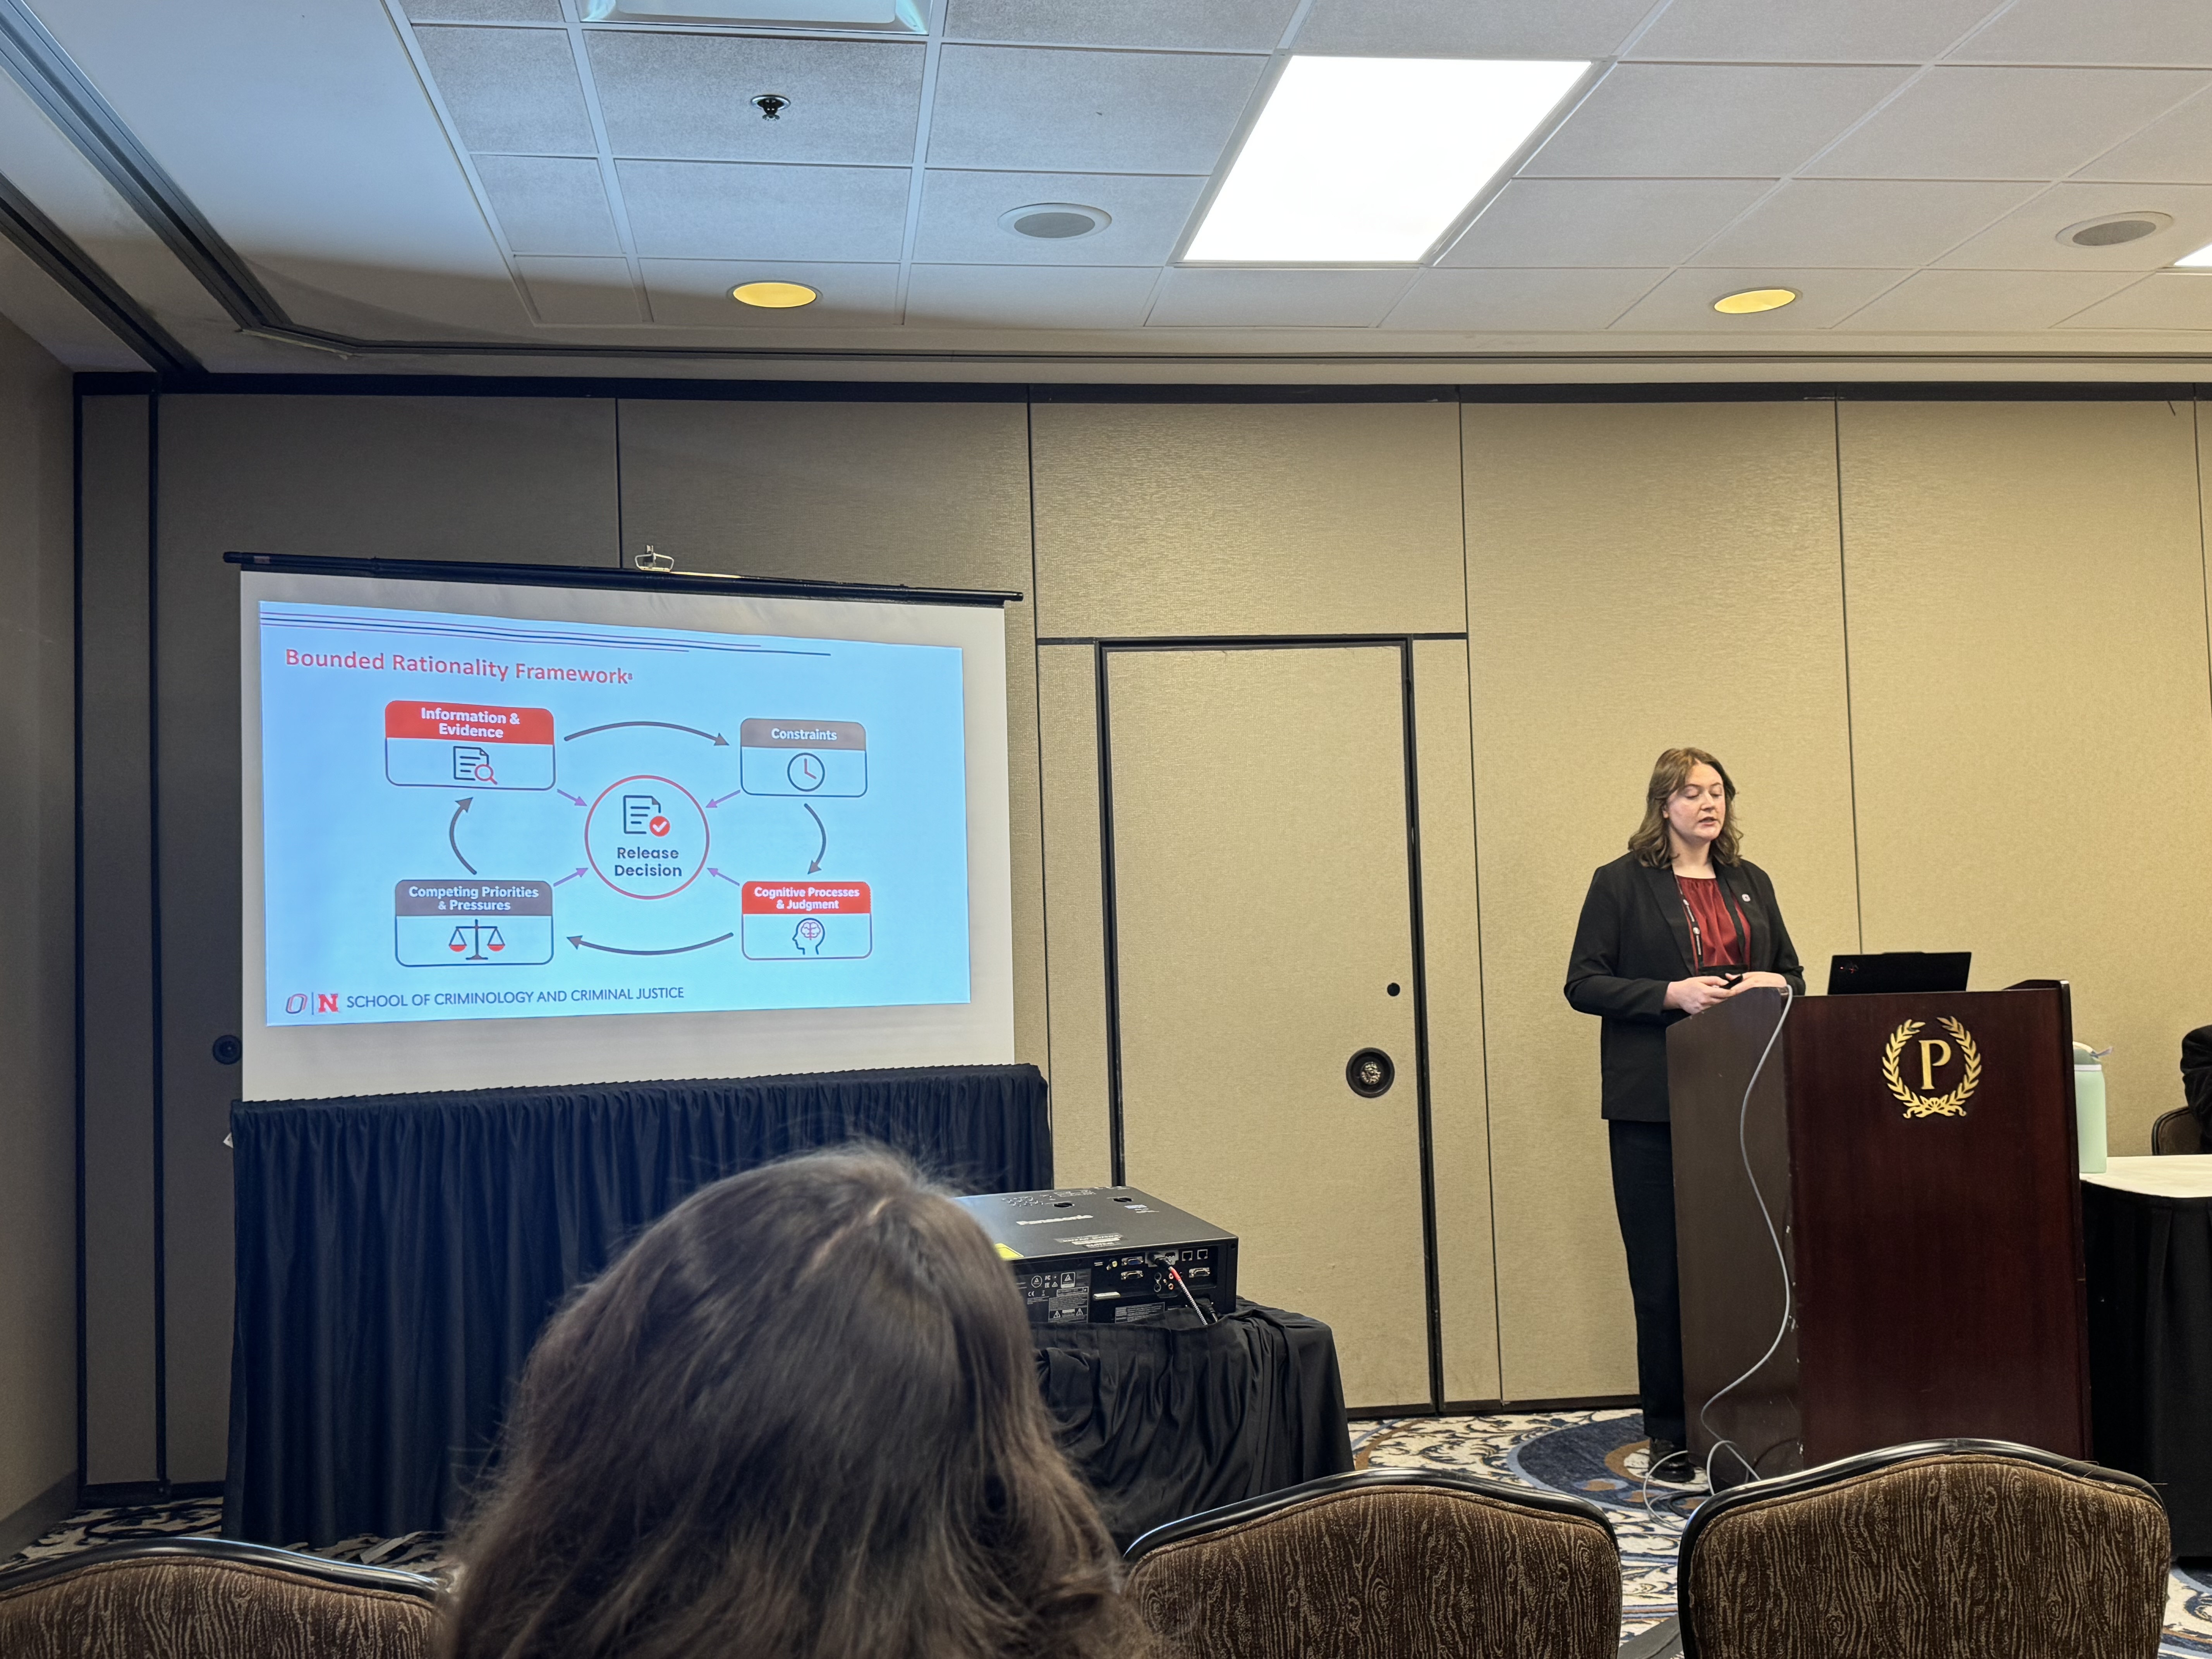 Bounded Rationality Framework
Information &
Evidence
Constraints
Release
Decision
Competing Priorities
& Pressures
Cognitive Processes
& Judgment
O | N SCHOOL OF CRIMINOLOGY AND CRIMINAL JUSTICE
P
Panasonic